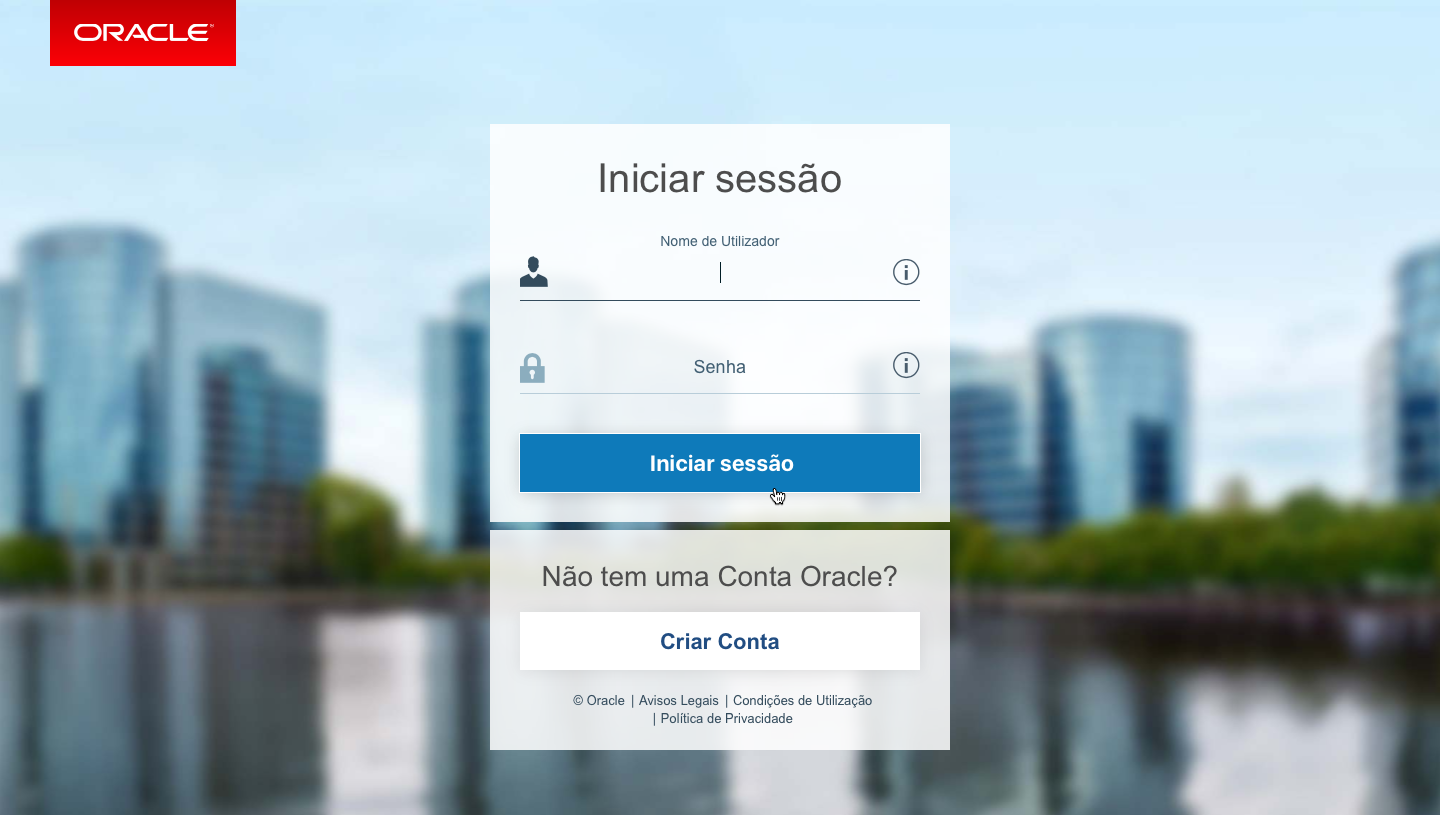 ORACLE®
Iniciar sessão
Nome de Utilizador
Senha
Iniciar sessão
Não tem uma Conta Oracle?
Criar Conta
© Oracle | Avisos Legais | Condições de Utilização
| Política de Privacidade